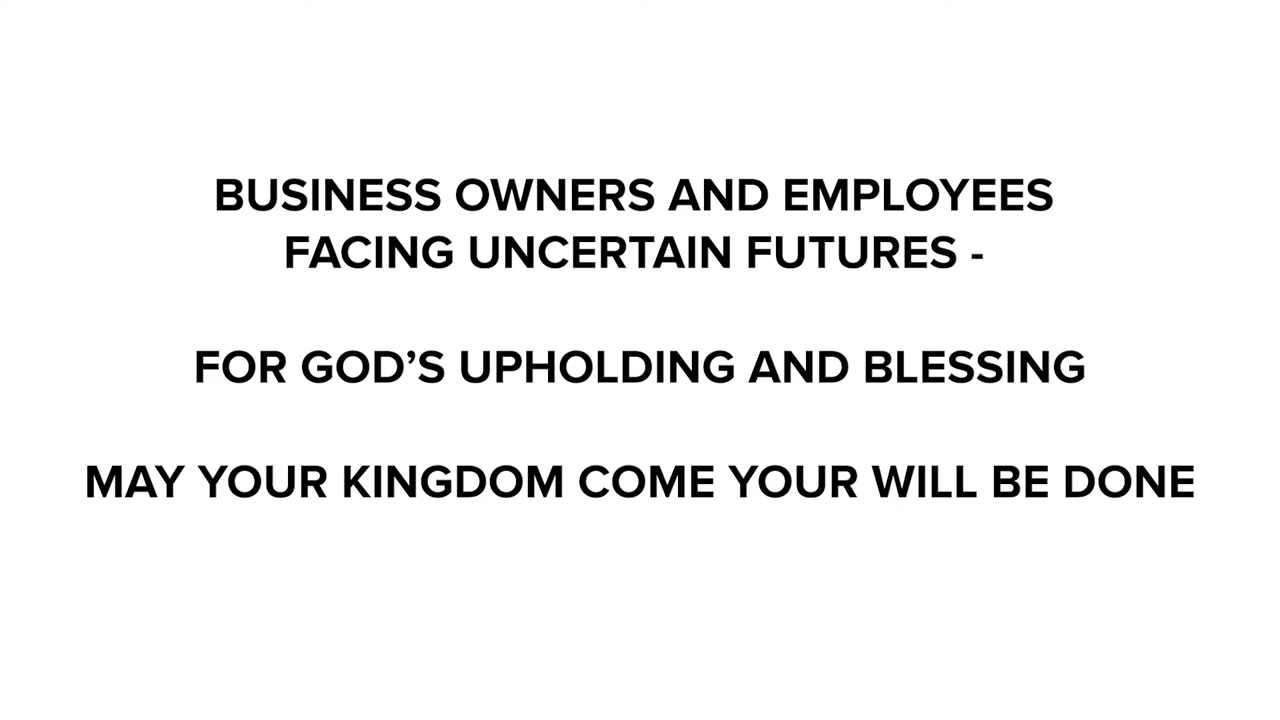 BUSINESS OWNERS AND EMPLOYEES
FACING UNCERTAIN FUTURES -
FOR GOD’S UPHOLDING AND BLESSING
MAY YOUR KINGDOM COME YOUR WILL BE DONE